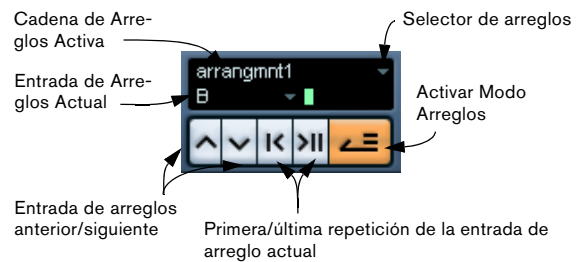 Cadena de Arre-
glos Activa
Selector de arreglos
arrangmnt1
Entrada de Arre-
glos Actual
B
Activar Modo
Arreglos
Entrada de arreglos
anterior/siguiente
Primera/última repetición de la entrada de
arreglo actual